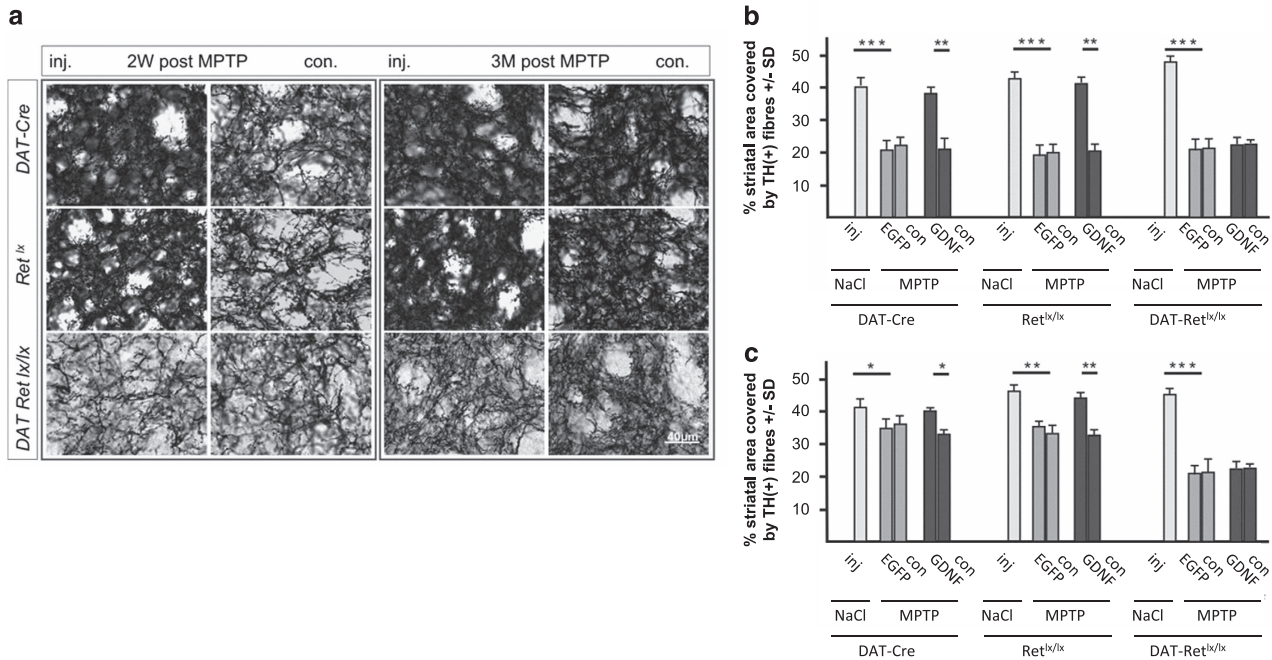 a
inj. 2W post MPTP con. inj. 3M post MPTP con.
DAT-Cre
Ret lx
DAT Ret lx/lx
40µm
b
% striatal area covered
by TH(+) fibres +/- SD
50
40
30
20
10
*** ** *** ** ***
inj EGFP con GDNF con inj EGFP con GDNF con inj EGFP con GDNF con
NaCl MPTP NaCl MPTP NaCl MPTP
DAT-Cre Ret lx/lx DAT-Ret lx/lx
c
% striatal area covered
by TH(+) fibres +/- SD
50
40
30
20
10
* * ** ** ***
inj EGFP con GDNF con inj EGFP con GDNF con inj EGFP con GDNF con
NaCl MPTP NaCl MPTP NaCl MPTP
DAT-Cre Ret lx/lx DAT-Ret lx/lx